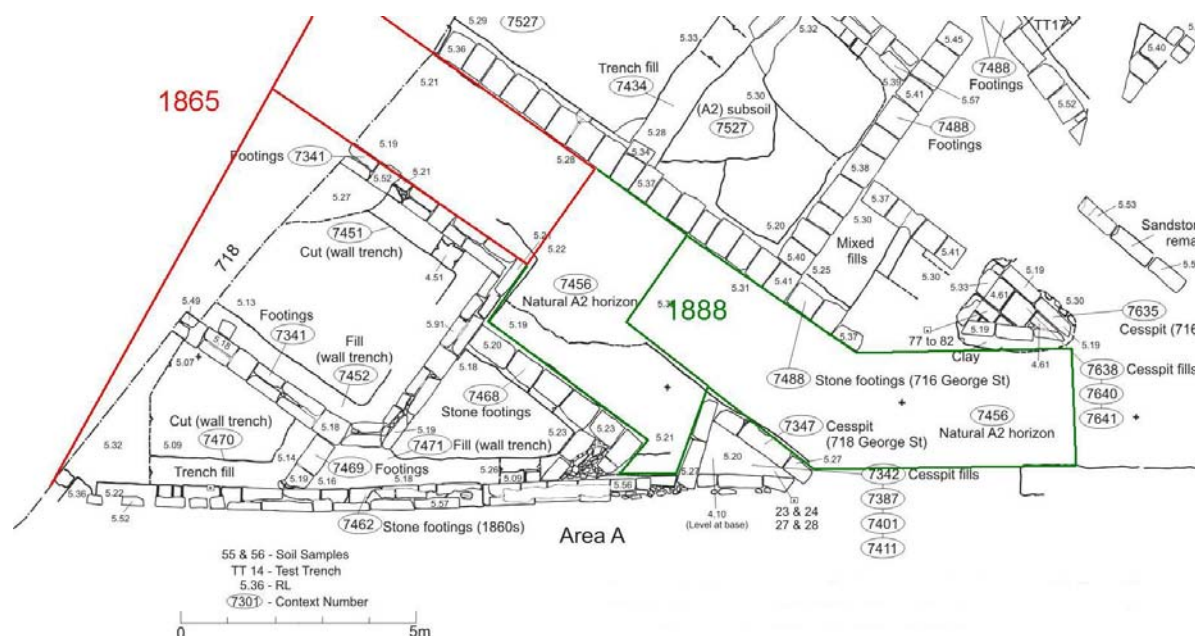 5.29
7527
5.36
5.33
5.32
TT17
5.45
5.40
7488
Footings
5.39
5.41
5.57
5.52
5.21
Trench fill
7434
5.30
(A2) subsoil
7527
7488
Footings
1865
5.28
5.34
5.28
5.37
5.38
5.19
Footings 7341
5.52
5.21
5.27
7451
Cut (wall trench)
4.51
5.37
5.30
5.20
Mixed
fills
5.41
5.30
5.53
5.21
5.22
718
7456
Natural A2 horizon
5.40
5.25
5.41
5.31
5.33
5.19
4.61
5.30
1888
5.49
5.13
Footings
7341
5.91
5.19
5.37
5.19
7635
5.15
5.07
Fill
(wall trench)
7452
5.20
5.18
7468
Stone footings
77 to 82
Clay
4.61
5.19
7638 Cesspit fills
7640
7641
7488 Stone footings (716 George St)
Cut (wall trench)
7470
5.32
5.09
5.18
5.19
7471 Fill (wall trench)
5.23
5.23
5.21
7347 Cesspit
(718 George St)
7456
Natural A2 horizon
Trench fill
5.14
7469 Footings
5.19
5.16
5.18
5.26
5.09
5.56
5.27
5.20
5.27
7342 Cesspit fills
7387
7401
7411
5.36
5.22
5.52
5.57
7462 Stone footings (1860s)
4.10
(Level at base)
23 & 24
27 & 28
Area A
55 & 56 - Soil Samples
TT 14 - Test Trench
5.36 - RL
7301 - Context Number
0
5m